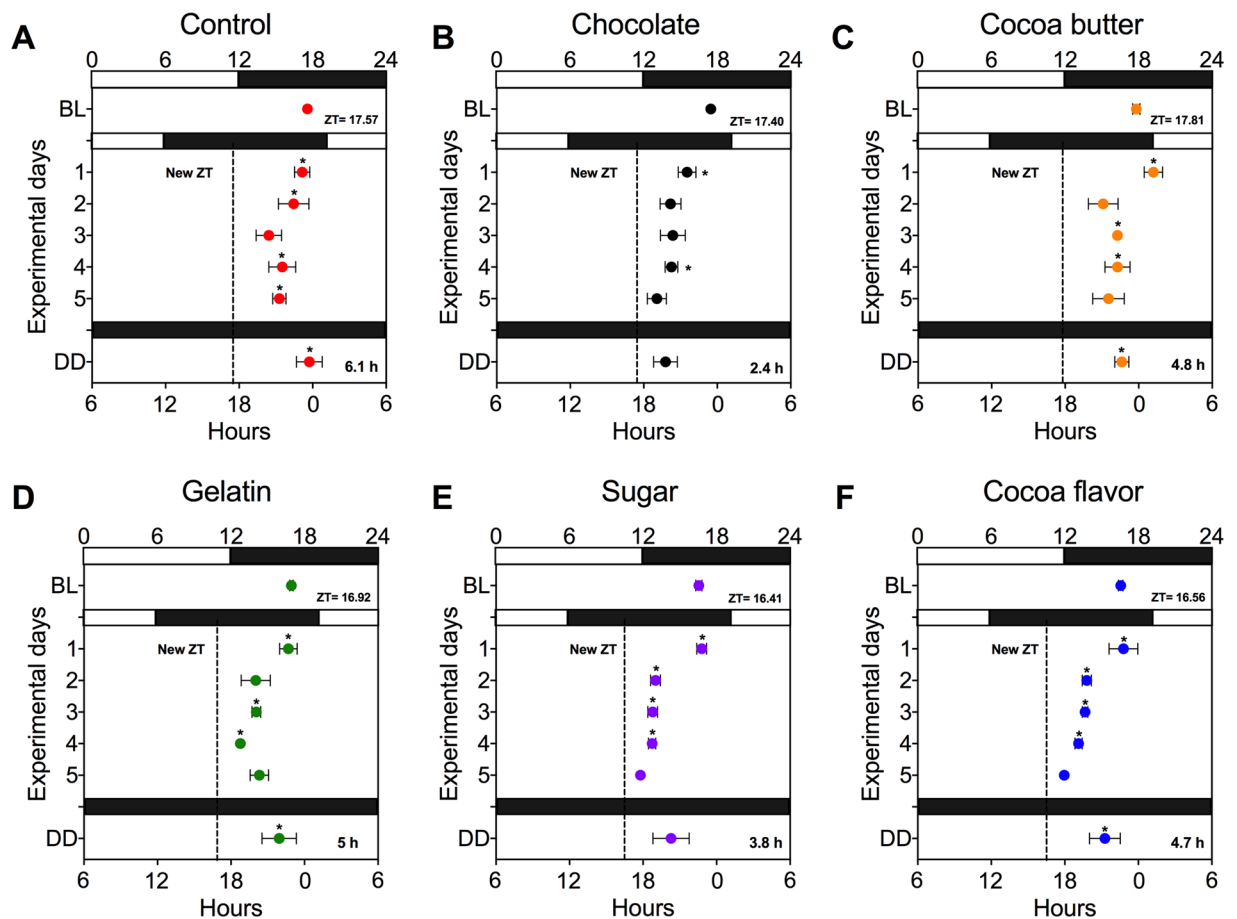 A
Control
0 6 12 18 24
BL
ZT= 17.57
Experimental days
1
New ZT
*
2
*
3
4
*
5
*
DD
*
6.1 h
6 12 18 0 6
Hours
B
Chocolate
0 6 12 18 24
BL
ZT= 17.40
Experimental days
1
New ZT
*
2
3
4
*
5
DD
2.4 h
6 12 18 0 6
Hours
C
Cocoa butter
0 6 12 18 24
BL
ZT= 17.81
Experimental days
1
New ZT
*
2
3
*
4
*
5
DD
*
4.8 h
6 12 18 0 6
Hours
D
Gelatin
0 6 12 18 24
BL
ZT= 16.92
Experimental days
1
New ZT
*
2
3
*
4
*
5
DD
*
5 h
6 12 18 0 6
Hours
E
Sugar
0 6 12 18 24
BL
ZT= 16.41
Experimental days
1
New ZT
*
2
*
3
*
4
*
5
DD
3.8 h
6 12 18 0 6
Hours
F
Cocoa flavor
0 6 12 18 24
BL
ZT= 16.56
Experimental days
1
New ZT
*
2
*
3
*
4
*
5
DD
*
4.7 h
6 12 18 0 6
Hours